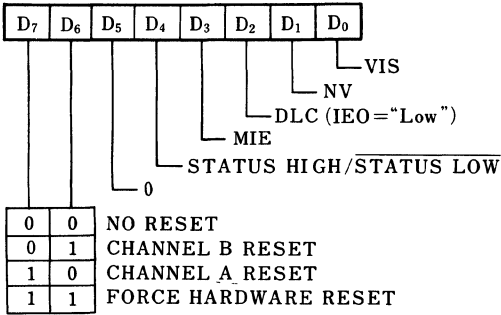 D7 D6 D5 D4 D3 D2 D1 D0
VIS
NV
DLC (IEO="Low")
MIE
STATUS HIGH/STATUS LOW
0
0 0 NO RESET
0 1 CHANNEL B RESET
1 0 CHANNEL A RESET
1 1 FORCE HARDWARE RESET